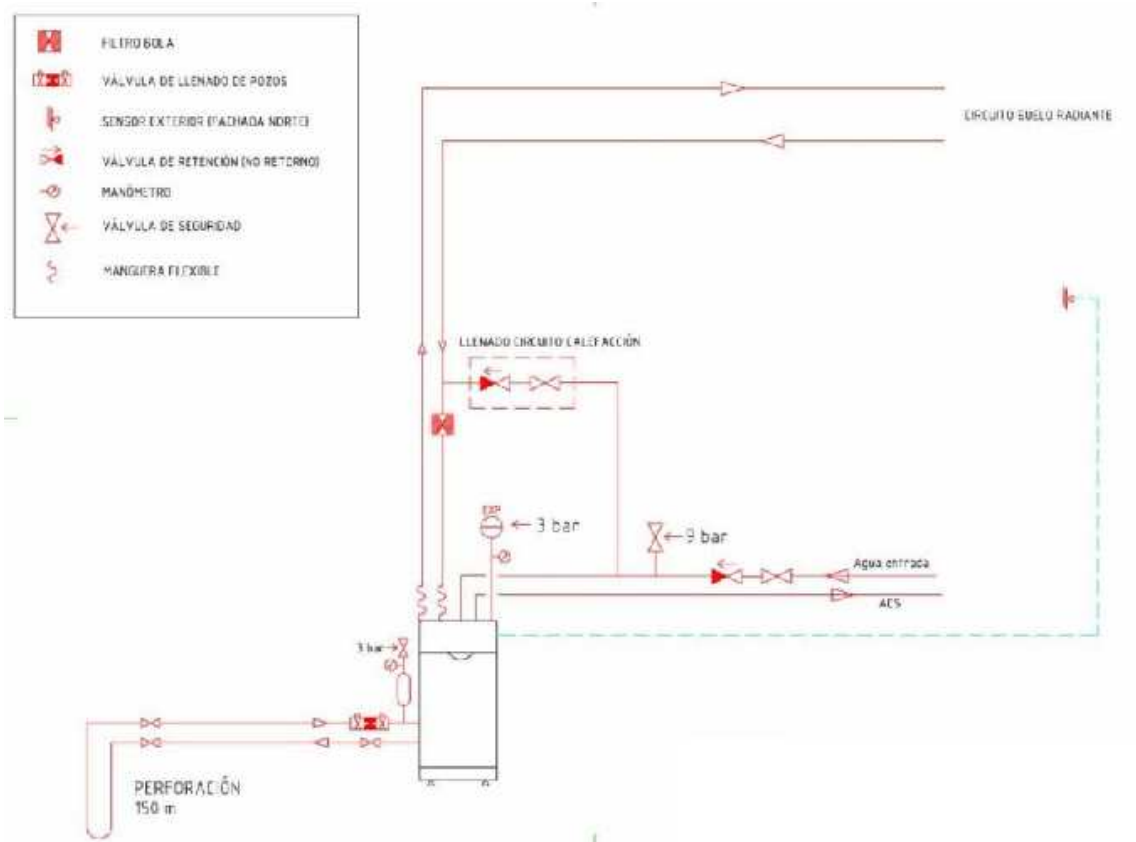 FILTRO BOLA
VÁLVULA DE LLENADO DE POZOS
SENSOR EXTERIOR (FACHADA NORTE)
VÁLVULA DE RETENCIÓN (NO RETORNO)
MANÓMETRO
VÁLVULA DE SEGURIDAD
MANGUERA FLEXIBLE
CIRCUITO SUELO RADIANTE
LLENADO CIRCUITO CALEFACCIÓN
EXP
3 bar
9 bar
Agua entrada
ACS
3 bar
PERFORACIÓN
150 m